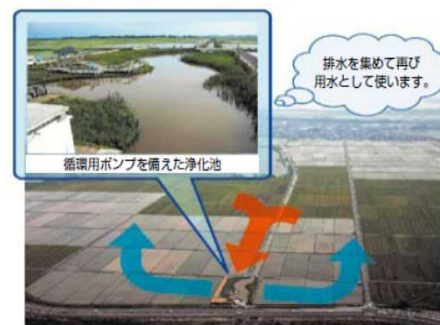 排水を集めて再び
用水として使います。
循環用ポンプを備えた浄化池